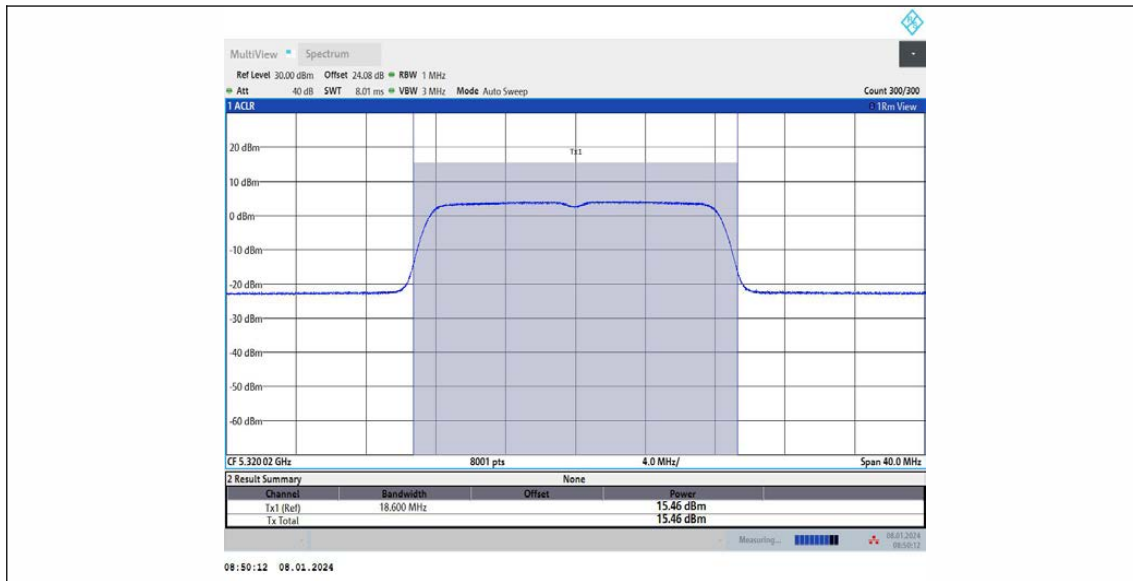 MultiView Spectrum
Ref Level 30.00 dBm Offset 24.08 dB RBW 1 MHz
Att 40 dB SWT 8.01 ms VBW 3 MHz Mode Auto Sweep Count 300/300
1 ACLR 1Rm View
20 dBm
Tx1
10 dBm
0 dBm
-10 dBm
-20 dBm
-30 dBm
-40 dBm
-50 dBm
-60 dBm
CF 5.320 02 GHz 8001 pts 4.0 MHz/ Span 40.0 MHz
2 Result Summary None
Channel Bandwidth Offset Power
Tx1 (Ref) 18.600 MHz 15.46 dBm
Tx Total 15.46 dBm
Measuring... 08.01.2024
08:50:12
08:50:12 08.01.2024